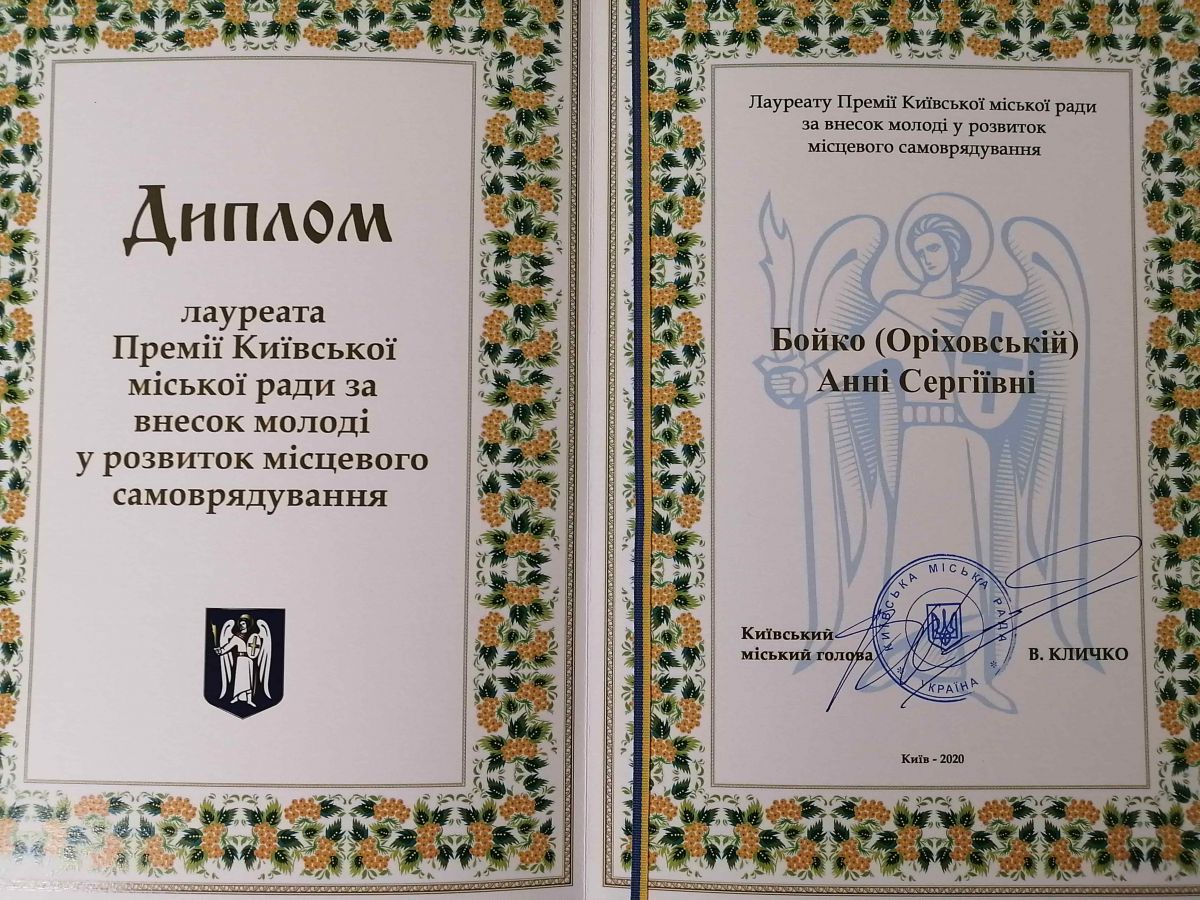 Диплом
лауреата
Премії Київської
міської ради за
внесок молоді
у розвиток місцевого
самоврядування
Лауреату Премії Київської міської ради
за внесок молоді у розвиток
місцевого самоврядування
Бойко (Оріховській)
Анні Сергіївні
Київський
міський голова
КИЇВСЬКА МІСЬКА РАДА
* УКРАЇНА *
В. КЛИЧКО
Київ - 2020